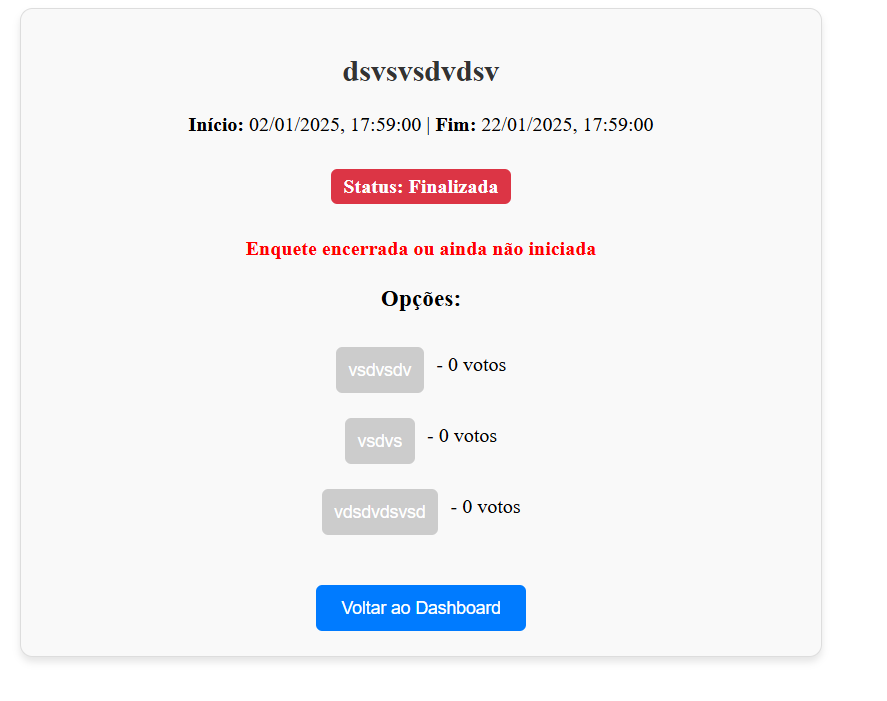 dsvsvsdvdsv
Início: 02/01/2025, 17:59:00 | Fim: 22/01/2025, 17:59:00
Status: Finalizada
Enquete encerrada ou ainda não iniciada
Opções:
vsdvsdv - 0 votos
vsdvs - 0 votos
vdsdvdsvsd - 0 votos
Voltar ao Dashboard